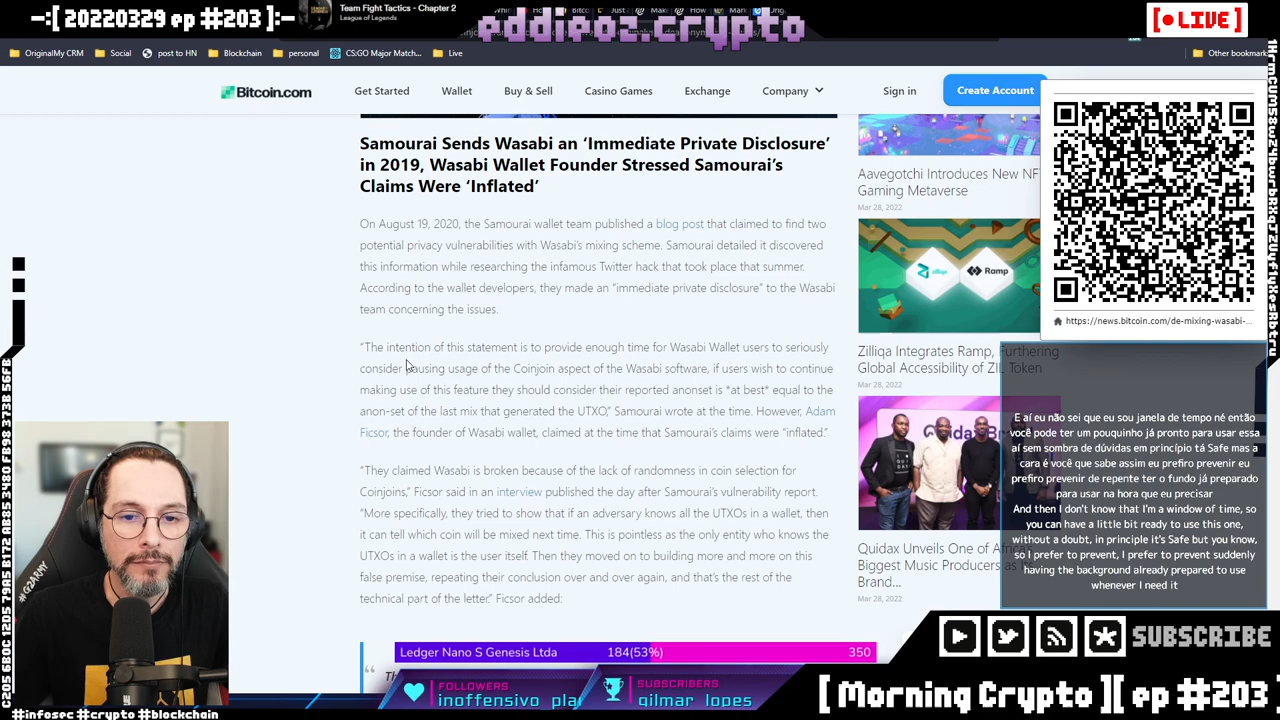 -:[ 20220329 ep #203 ]:-
Team Fight Tactics - Chapter 2
League of Legends
eddieoz.crypto
[• LIVE]
OriginalMy CRM
Social
post to HN
Blockchain
personal
CS:GO Major Match...
Live
Other bookmark
Bitcoin.com
Get Started
Wallet
Buy & Sell
Casino Games
Exchange
Company
Sign in
Create Account
Samourai Sends Wasabi an ‘Immediate Private Disclosure’
in 2019, Wasabi Wallet Founder Stressed Samourai’s
Claims Were ‘Inflated’
On August 19, 2020, the Samourai wallet team published a blog post that claimed to find two
potential privacy vulnerabilities with Wasabi’s mixing scheme. Samourai detailed it discovered
this information while researching the infamous Twitter hack that took place that summer.
According to the wallet developers, they made an “immediate private disclosure” to the Wasabi
team concerning the issues.
“The intention of this statement is to provide enough time for Wasabi Wallet users to seriously
consider pausing usage of the Coinjoin aspect of the Wasabi software, if users wish to continue
making use of this feature they should consider their reported anonset is *at best* equal to the
anon-set of the last mix that generated the UTXO,” Samourai wrote at the time. However, Adam
Ficsor, the founder of Wasabi wallet, claimed at the time that Samourai’s claims were “inflated.”
“They claimed Wasabi is broken because of the lack of randomness in coin selection for
Coinjoins,” Ficsor said in an interview published the day after Samourai’s vulnerability report.
“More specifically, they tried to show that if an adversary knows all the UTXOs in a wallet, then
it can tell which coin will be mixed next time. This is pointless as the only entity who knows the
UTXOs in a wallet is the user itself. Then they moved on to building more and more on this
false premise, repeating their conclusion over and over again, and that’s the rest of the
technical part of the letter.” Ficsor added:
Aavegotchi Introduces New NF
Gaming Metaverse
Mar 28, 2022
Zilliqa
Ramp
Zilliqa Integrates Ramp, Furthering
Global Accessibility of ZIL Token
Mar 28, 2022
Quidax
Quidax Unveils One of Africa
Biggest Music Producers as its
Brand...
Mar 28, 2022
https://news.bitcoin.com/de-mixing-wasabi-...
E aí eu não sei que eu sou janela de tempo né então
você pode ter um pouquinho já pronto para usar essa
aí sem sombra de dúvidas em princípio tá Safe mas a
cara é você que sabe assim eu prefiro prevenir eu
prefiro prevenir de repente ter o fundo já preparado
para usar na hora que eu precisar
And then I don't know that I'm a window of time, so
you can have a little bit ready to use this one,
without a doubt, in principle it's Safe but you know,
so I prefer to prevent, I prefer to prevent suddenly
having the background already prepared to use
whenever I need it
Ledger Nano S Genesis Ltda
184(53%)
350
FOLLOWERS
inoffensivo_pla
SUBSCRIBERS
gilmar_lopes
SUBSCRIBE
[ Morning Crypto ][ ep #203 ]
#infosec #crypto #blockchain